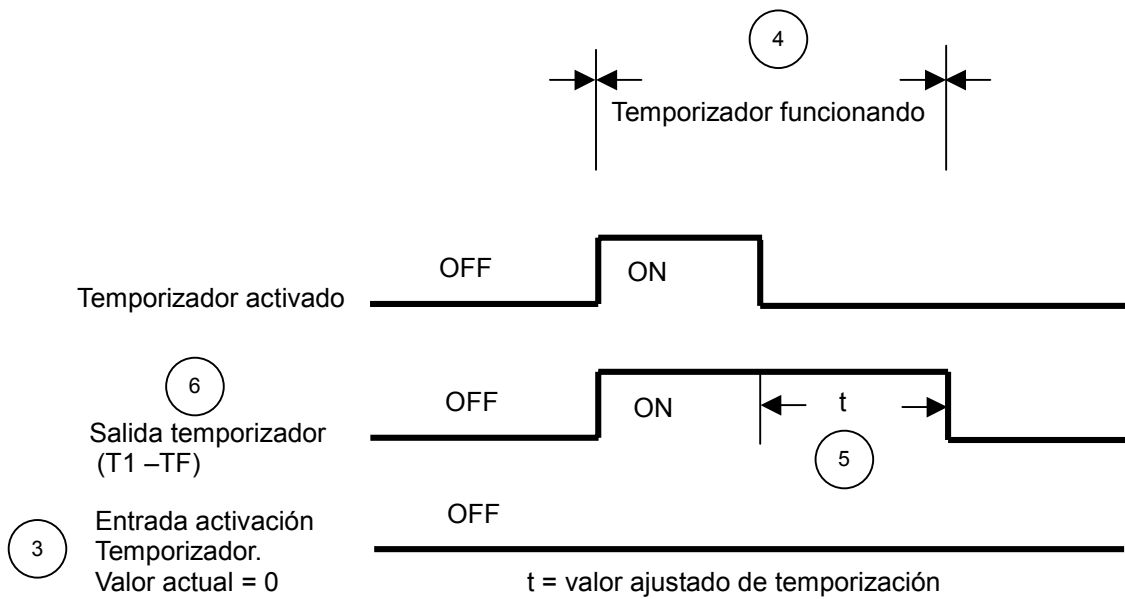 4
Temporizador funcionando
OFF
ON
Temporizador activado
6
OFF
ON
t
Salida temporizador
(T1 –TF)
5
3
Entrada activación
Temporizador.
Valor actual = 0
OFF
t = valor ajustado de temporización